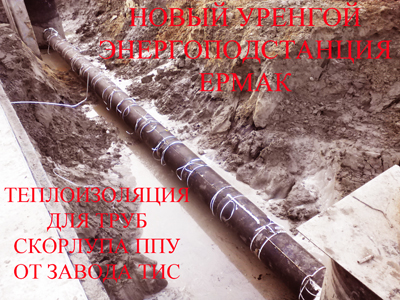 НОВЫЙ УРЕНГОЙ
ЭНЕРГОПОДСТАНЦИЯ
ЕРМАК
ТЕПЛОИЗОЛЯЦИЯ
ДЛЯ ТРУБ
СКОРЛУПА ППУ
ОТ ЗАВОДА ТИС